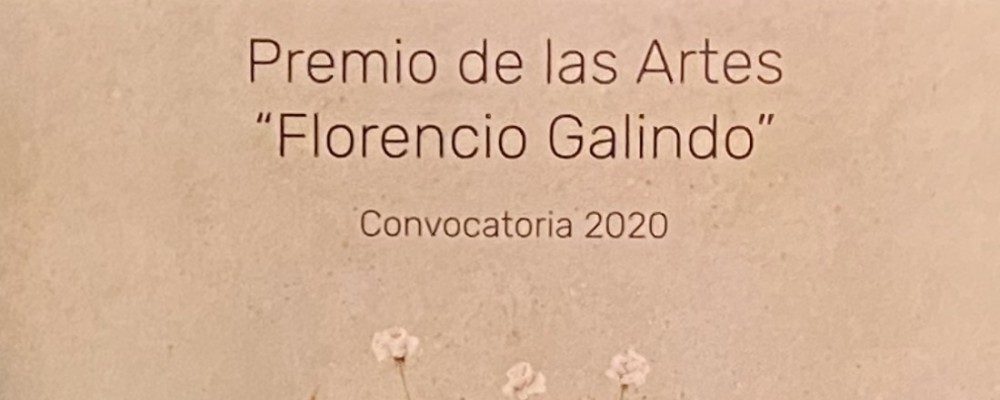 Premio de las Artes
“Florencio Galindo”
Convocatoria 2020